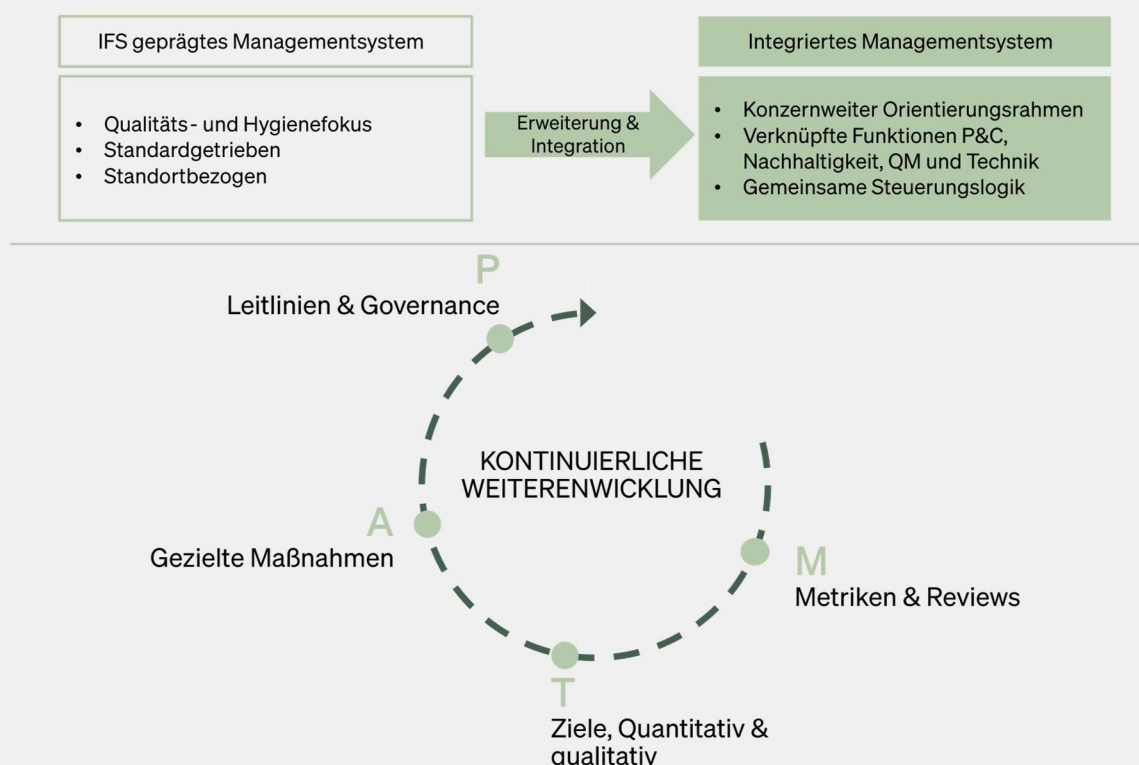 IFS geprägtes Managementsystem
• Qualitäts- und Hygienefokus
• Standardgetrieben
• Standortbezogen
Erweiterung &
Integration
Integriertes Managementsystem
• Konzernweiter Orientierungsrahmen
• Verknüpfte Funktionen P&C,
Nachhaltigkeit, QM und Technik
• Gemeinsame Steuerungslogik
P
Leitlinien & Governance
KONTINUIERLICHE
WEITERENWICKLUNG
A
Gezielte Maßnahmen
M
Metriken & Reviews
T
Ziele, Quantitativ &
qualitativ